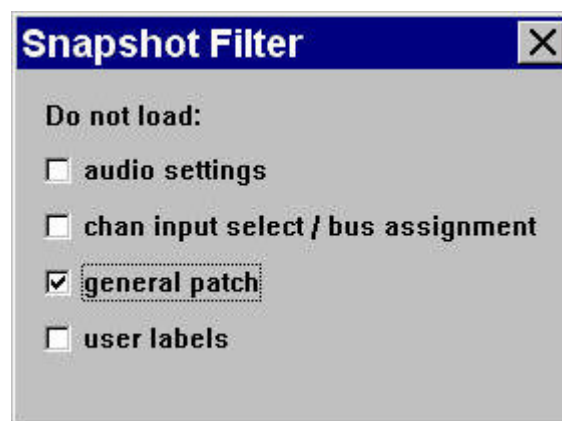 Snapshot Filter
Do not load:
audio settings
chan input select / bus assignment
general patch
user labels